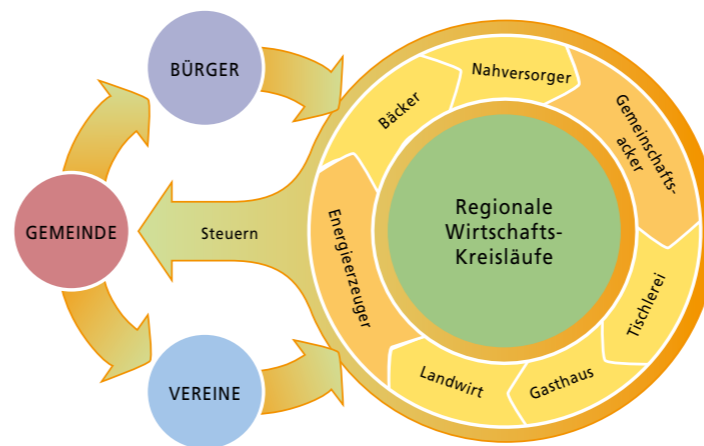 BÜRGER
GEMEINDE
VEREINE
Steuern
Bäcker
Nahversorger
Gemeinschafts-
acker
Tischlerei
Gasthaus
Landwirt
Energieerzeuger
Regionale
Wirtschafts-
Kreisläufe